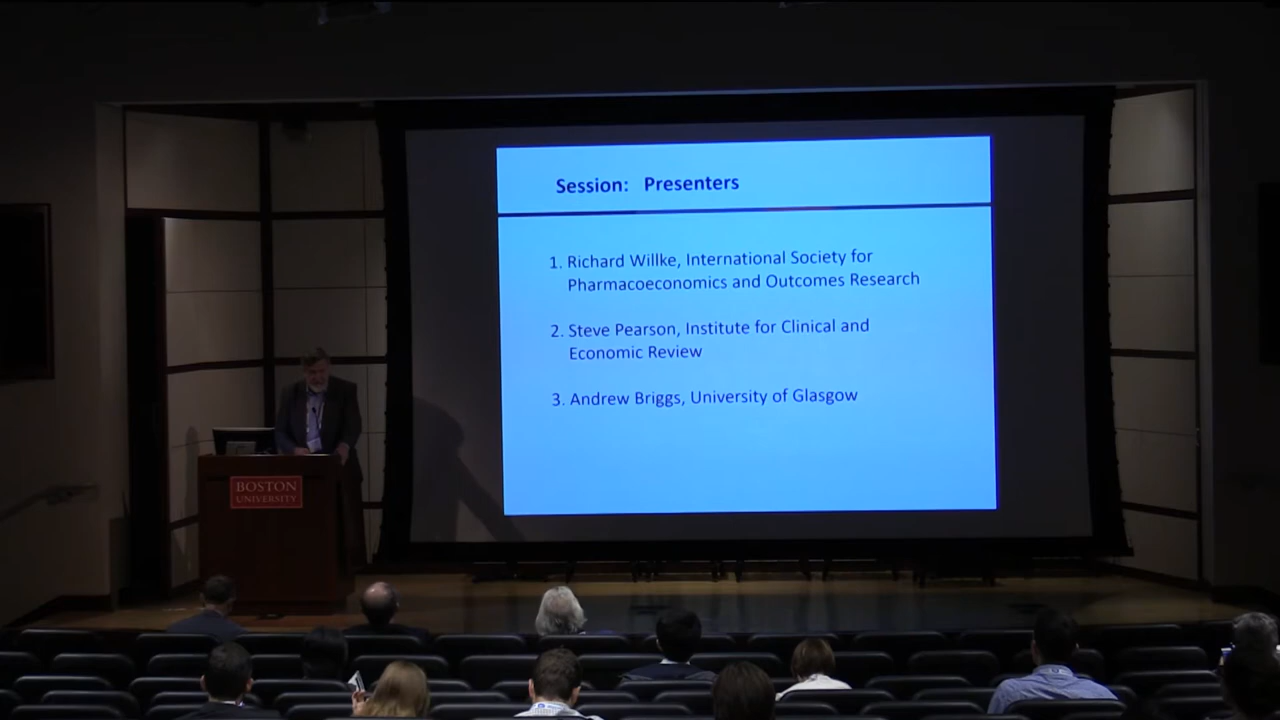 Session: Presenters
1. Richard Willke, International Society for
Pharmacoeconomics and Outcomes Research
2. Steve Pearson, Institute for Clinical and
Economic Review
3. Andrew Briggs, University of Glasgow
BOSTON
UNIVERSITY